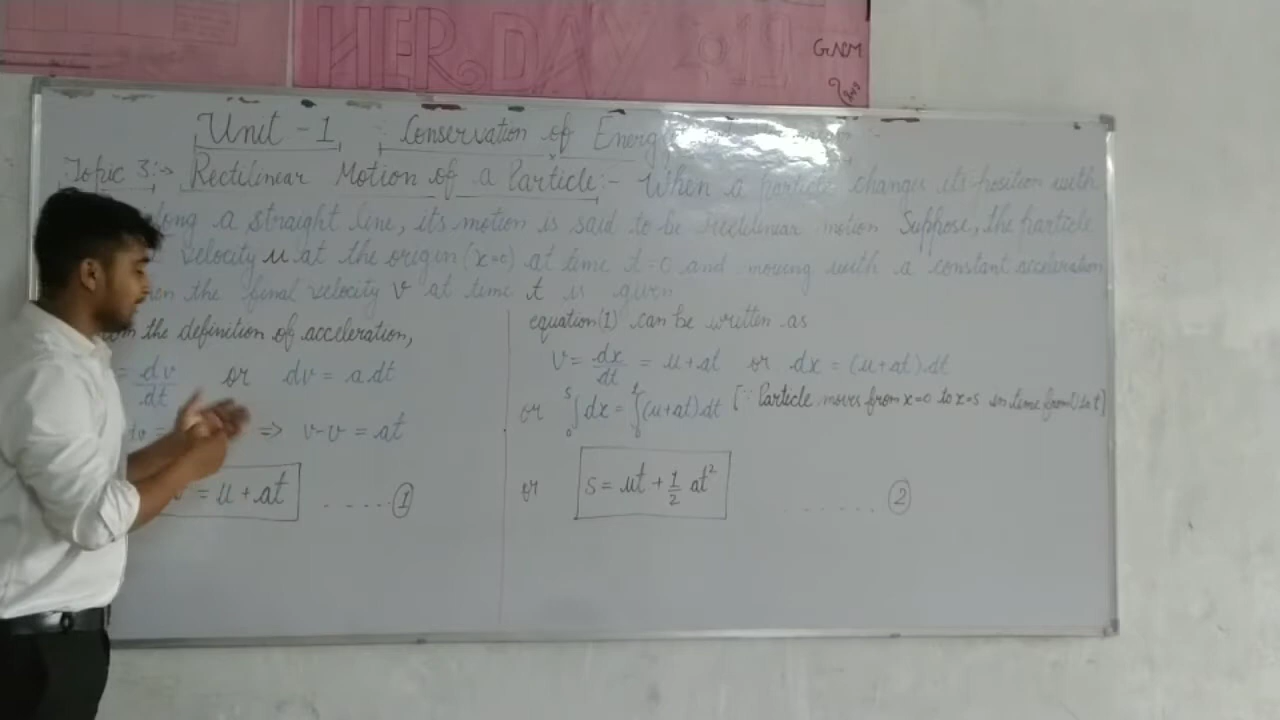 HER DAY
GNCM
Unit - 1 Conservation of Energy
Topic 3:-> Rectilinear Motion of a Particle:- When a particle changes its position with
along a straight line, its motion is said to be rectilinear motion Suppose, the particle
velocity u at the origin (x=0) at time t=0 and moving with a constant acceleration
the final velocity v at time t is given
the definition of acceleration,
= dv/dt or dv = a dt
dv = => v-v = at
= u + at ..... ①
equation(1) can be written as
v = dx/dt = u + at or dx = (u+at).dt
or ∫₀ˢ dx = ∫₀ᵗ (u+at) dt [∵ Particle moves from x=0 to x=s in time from 0 to t]
or s = ut + 1/2 at² ...... ②